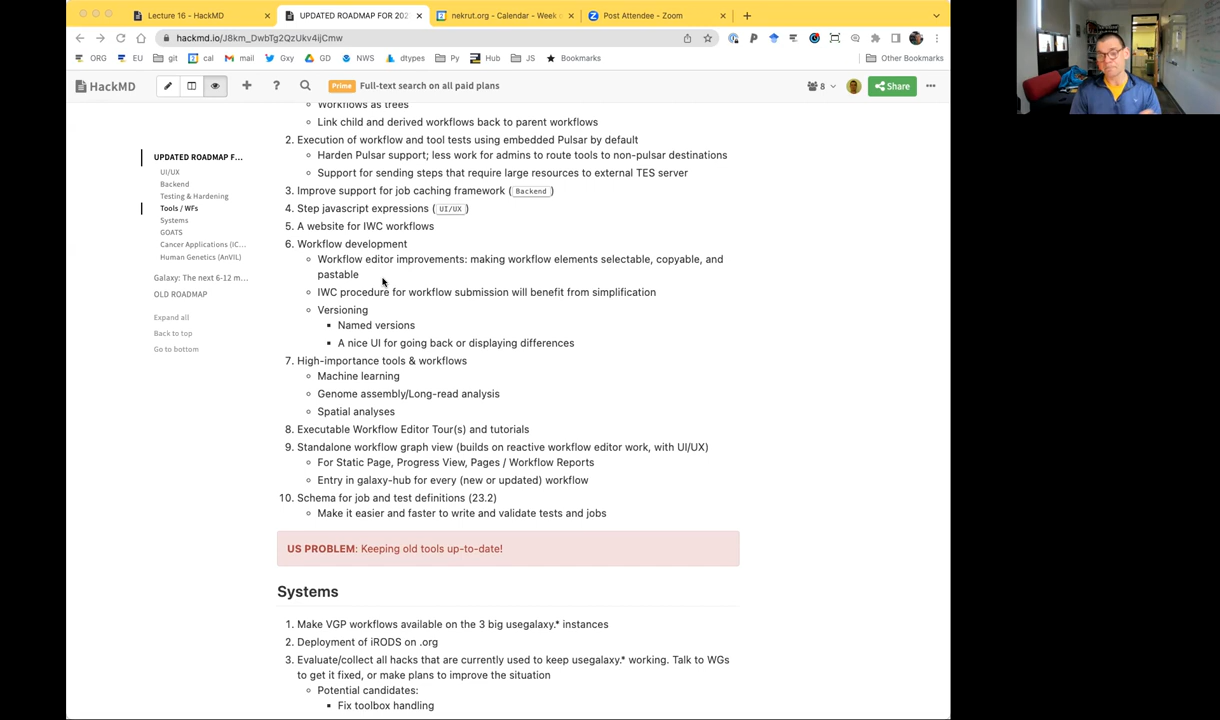 Lecture 16 - HackMD
UPDATED ROADMAP FOR 202
nekrut.org - Calendar - Week
Post Attendee - Zoom
hackmd.io/J8km_DwbTg2QzUkv4ijCmw
ORG
EU
git
cal
mail
Gxy
GD
NWS
dtypes
Py
Hub
JS
Bookmarks
Other Bookmarks
HackMD
Prime Full-text search on all paid plans
8
Share
UPDATED ROADMAP F...
UI/UX
Backend
Testing & Hardening
Tools / WFs
Systems
GOATS
Cancer Applications (IC...
Human Genetics (AnVIL)
Galaxy: The next 6-12 m...
OLD ROADMAP
Expand all
Back to top
Go to bottom
Workflows as trees
Link child and derived workflows back to parent workflows
2. Execution of workflow and tool tests using embedded Pulsar by default
Harden Pulsar support; less work for admins to route tools to non-pulsar destinations
Support for sending steps that require large resources to external TES server
3. Improve support for job caching framework ( Backend )
4. Step javascript expressions ( UI/UX )
5. A website for IWC workflows
6. Workflow development
Workflow editor improvements: making workflow elements selectable, copyable, and
pastable
IWC procedure for workflow submission will benefit from simplification
Versioning
Named versions
A nice UI for going back or displaying differences
7. High-importance tools & workflows
Machine learning
Genome assembly/Long-read analysis
Spatial analyses
8. Executable Workflow Editor Tour(s) and tutorials
9. Standalone workflow graph view (builds on reactive workflow editor work, with UI/UX)
For Static Page, Progress View, Pages / Workflow Reports
Entry in galaxy-hub for every (new or updated) workflow
10. Schema for job and test definitions (23.2)
Make it easier and faster to write and validate tests and jobs
US PROBLEM: Keeping old tools up-to-date!
Systems
1. Make VGP workflows available on the 3 big usegalaxy.* instances
2. Deployment of iRODS on .org
3. Evaluate/collect all hacks that are currently used to keep usegalaxy.* working. Talk to WGs
to get it fixed, or make plans to improve the situation
Potential candidates:
Fix toolbox handling